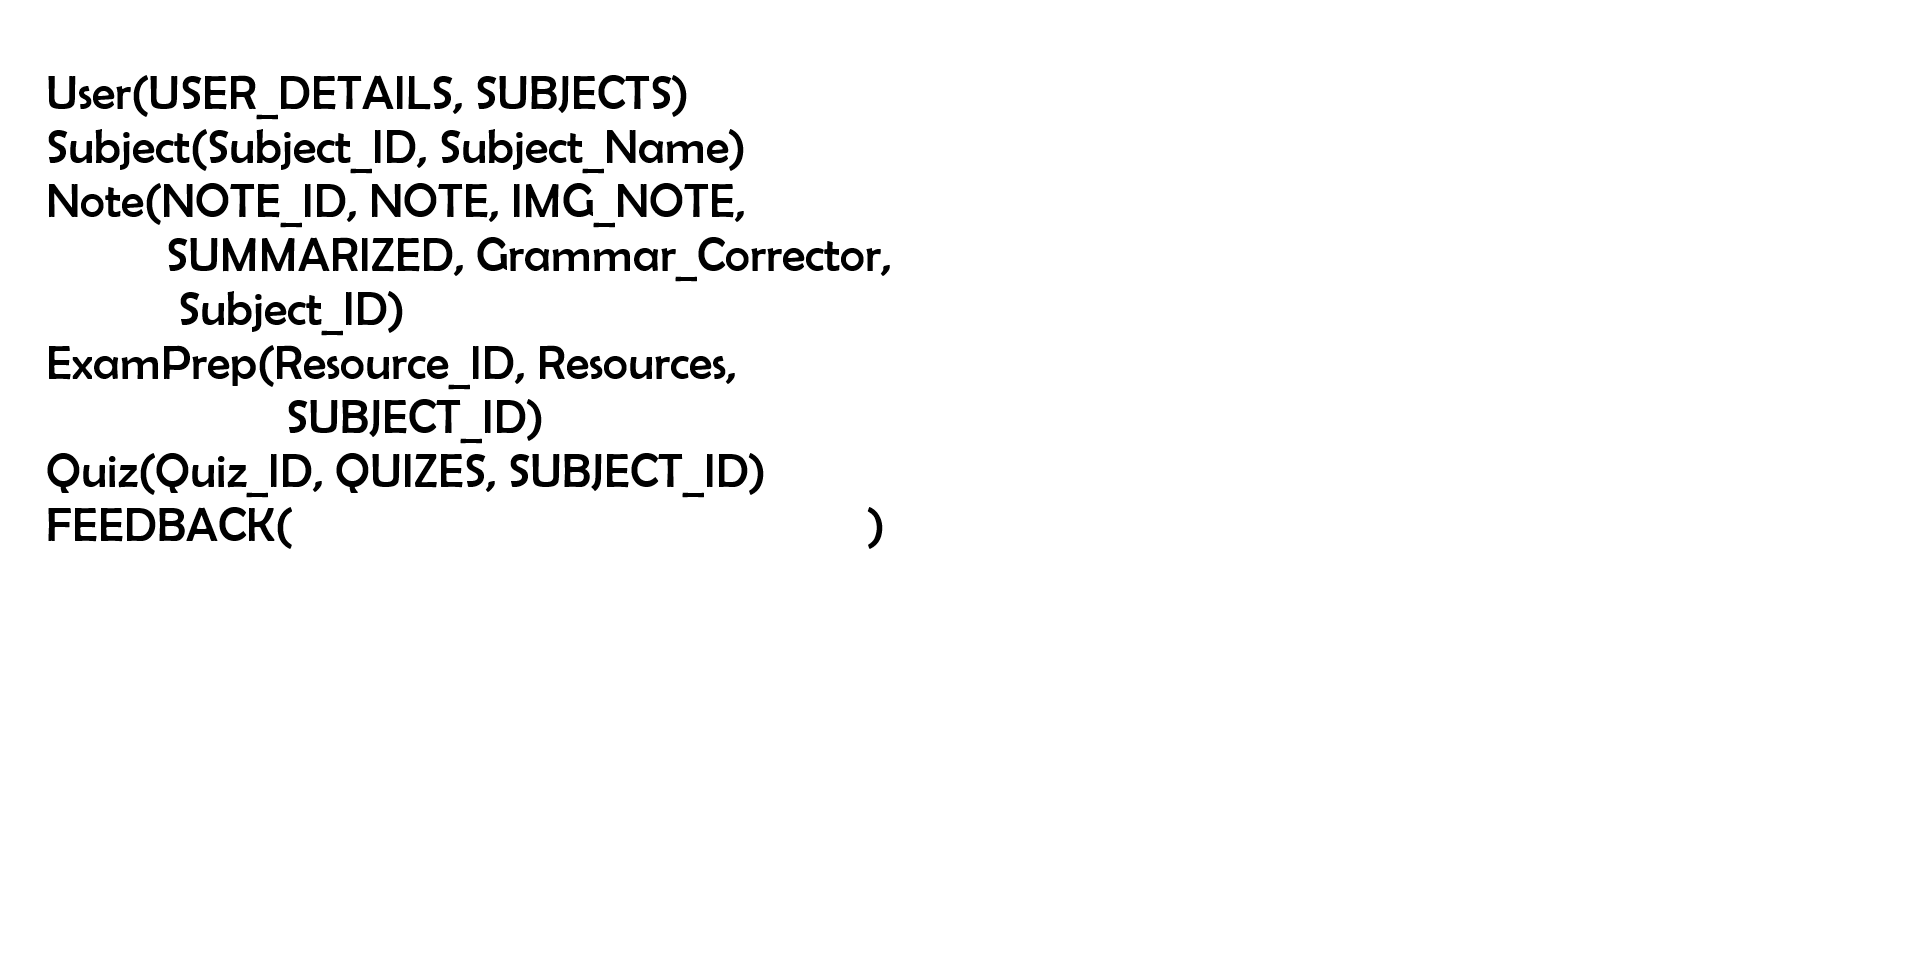 User(USER_DETAILS, SUBJECTS)
Subject(Subject_ID, Subject_Name)
Note(NOTE_ID, NOTE, IMG_NOTE,
SUMMARIZED, Grammar_Corrector,
Subject_ID)
ExamPrep(Resource_ID, Resources,
SUBJECT_ID)
Quiz(Quiz_ID, QUIZES, SUBJECT_ID)
FEEDBACK( )